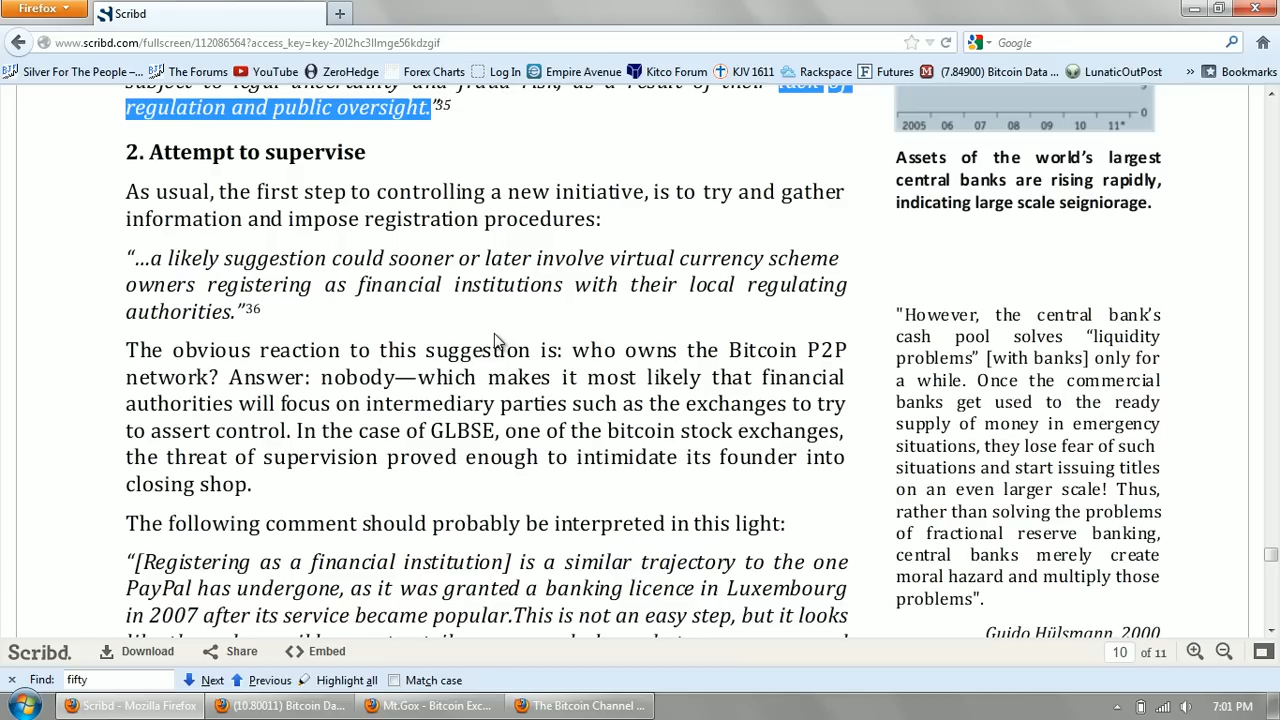 Firefox
Scribd
www.scribd.com/fullscreen/112086564?access_key=key-20l2hc3llmge56kdzgif
Google
Silver For The People –...
The Forums
YouTube
ZeroHedge
Forex Charts
Log In
Empire Avenue
Kitco Forum
KJV 1611
Rackspace
Futures
(7.84900) Bitcoin Data ...
LunaticOutPost
»
Bookmarks
subject to legal uncertainty and fraud risk, as a result of their lack of
regulation and public oversight.”35
2. Attempt to supervise
As usual, the first step to controlling a new initiative, is to try and gather
information and impose registration procedures:
“…a likely suggestion could sooner or later involve virtual currency scheme
owners registering as financial institutions with their local regulating
authorities.”36
The obvious reaction to this suggestion is: who owns the Bitcoin P2P
network? Answer: nobody—which makes it most likely that financial
authorities will focus on intermediary parties such as the exchanges to try
to assert control. In the case of GLBSE, one of the bitcoin stock exchanges,
the threat of supervision proved enough to intimidate its founder into
closing shop.
The following comment should probably be interpreted in this light:
“[Registering as a financial institution] is a similar trajectory to the one
PayPal has undergone, as it was granted a banking licence in Luxembourg
in 2007 after its service became popular.This is not an easy step, but it looks
0
2005 06 07 08 09 10 11*
Assets of the world’s largest
central banks are rising rapidly,
indicating large scale seigniorage.
"However, the central bank’s
cash pool solves “liquidity
problems” [with banks] only for
a while. Once the commercial
banks get used to the ready
supply of money in emergency
situations, they lose fear of such
situations and start issuing titles
on an even larger scale! Thus,
rather than solving the problems
of fractional reserve banking,
central banks merely create
moral hazard and multiply those
problems".
Guido Hülsmann, 2000
Scribd.
Download
Share
Embed
10 of 11
Find: fifty
Next
Previous
Highlight all
Match case
Scribd - Mozilla Firefox
(10.80011) Bitcoin Da...
Mt.Gox - Bitcoin Exc...
The Bitcoin Channel ...
7:01 PM